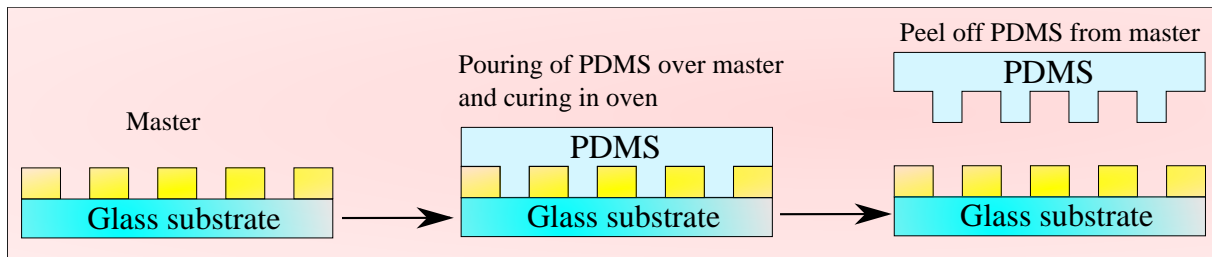 Master
Glass substrate
Pouring of PDMS over master
and curing in oven
PDMS
Glass substrate
Peel off PDMS from master
PDMS
Glass substrate